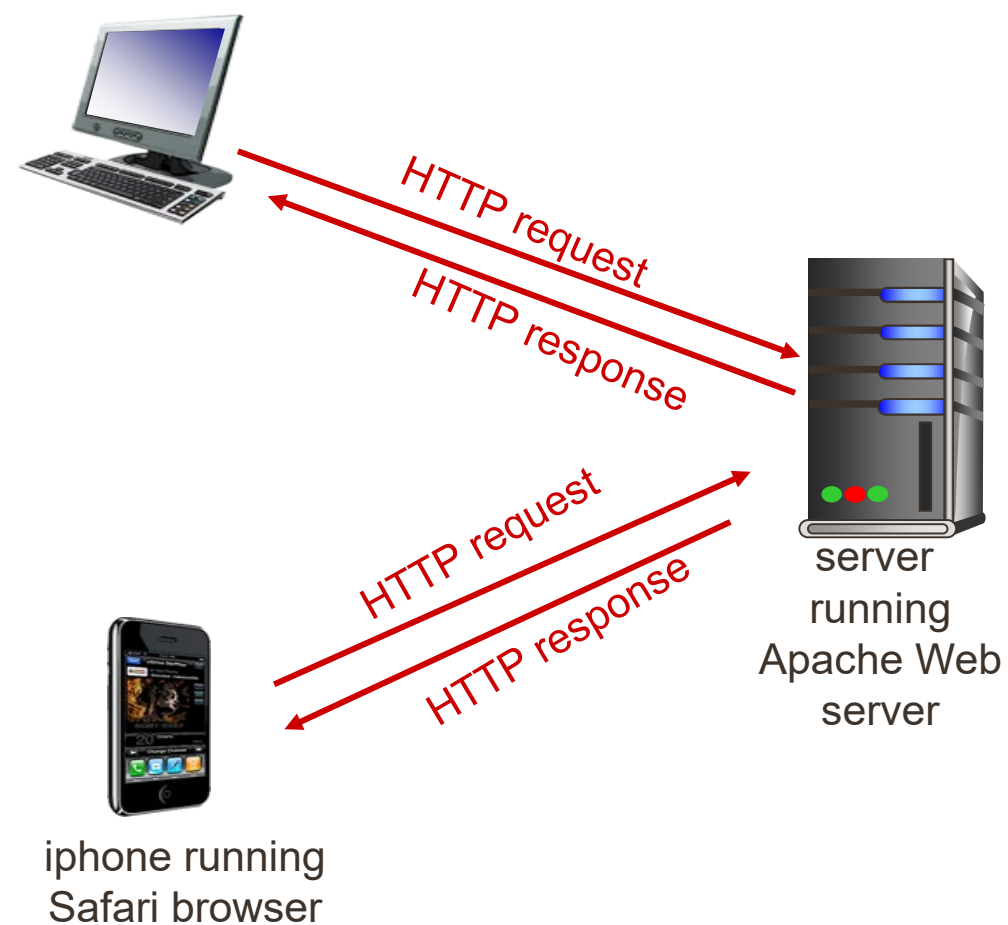 HTTP request
HTTP response
HTTP request
HTTP response
server
running
Apache Web
server
iphone running
Safari browser